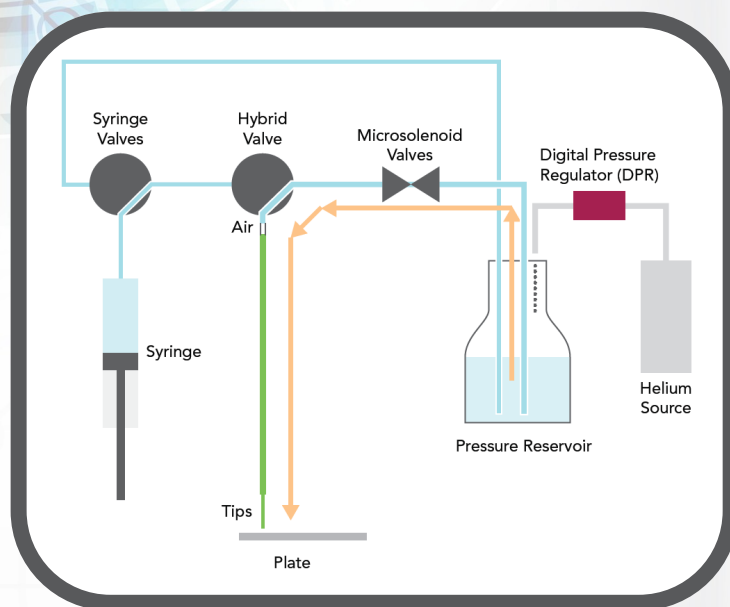 Syringe
Valves
Hybrid
Valve
Microsolenoid
Valves
Digital Pressure
Regulator (DPR)
Air
Syringe
Helium
Source
Pressure Reservoir
Tips
Plate